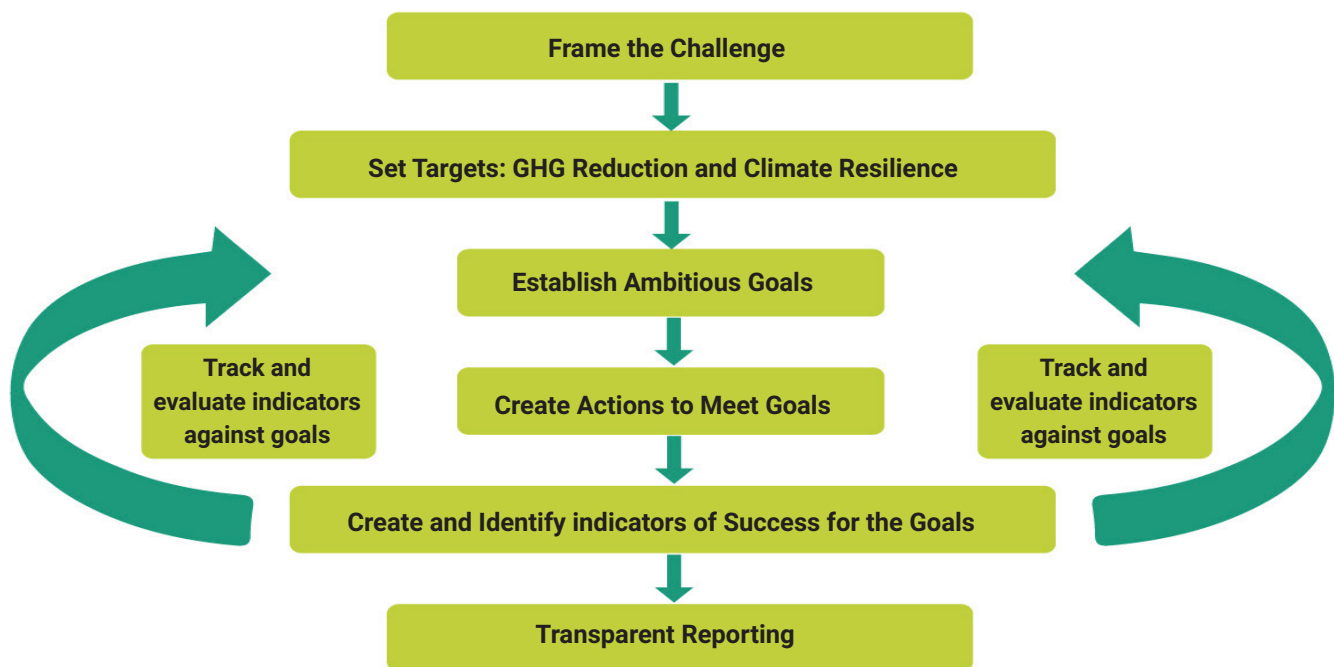 Frame the Challenge
Set Targets: GHG Reduction and Climate Resilience
Establish Ambitious Goals
Track and
evaluate indicators
against goals
Create Actions to Meet Goals
Track and
evaluate indicators
against goals
Create and Identify indicators of Success for the Goals
Transparent Reporting